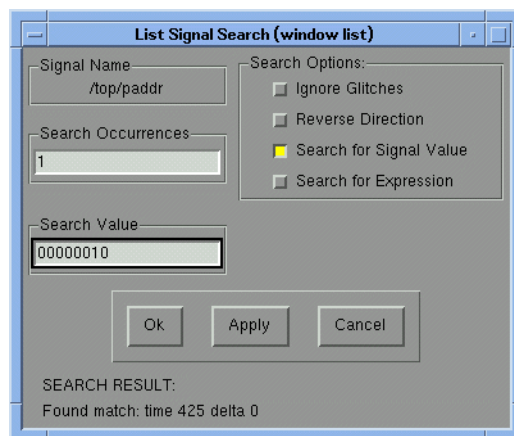 List Signal Search (window list)
Signal Name
/top/paddr
Search Occurrences
1
Search Value
00000010
Search Options:
Ignore Glitches
Reverse Direction
Search for Signal Value
Search for Expression
Ok
Apply
Cancel
SEARCH RESULT:
Found match: time 425 delta 0